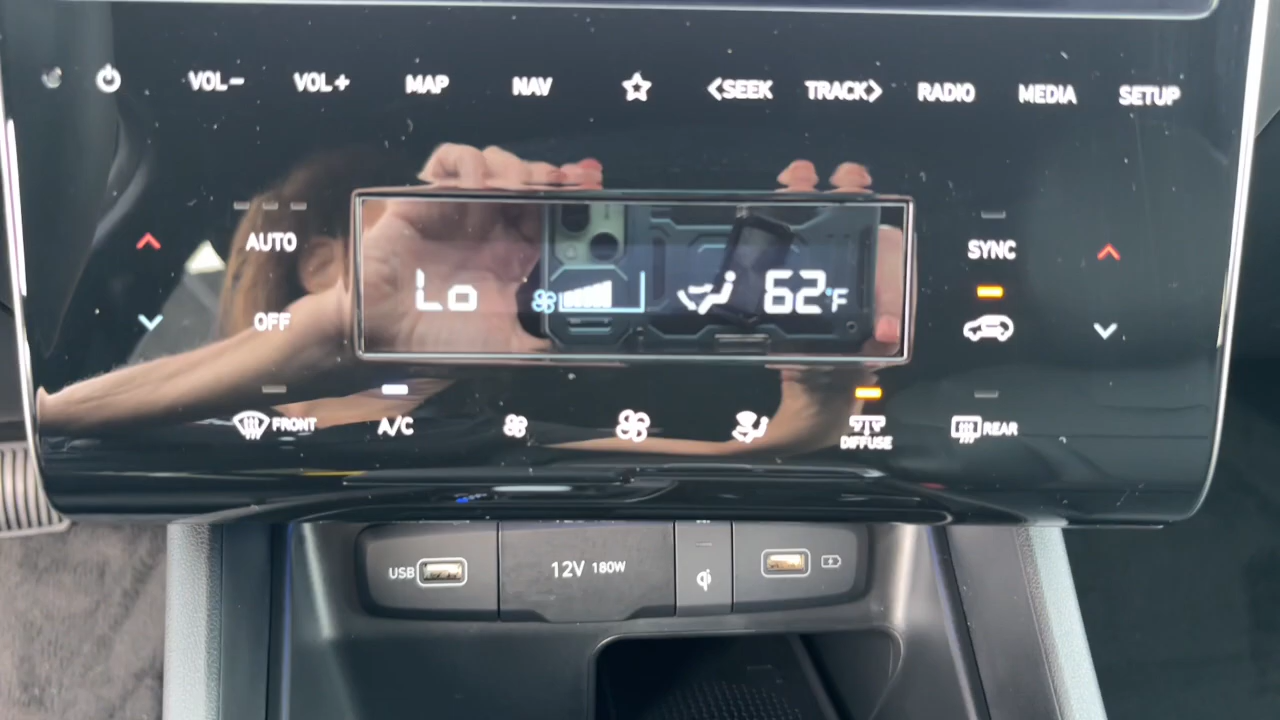 VOL− VOL+ MAP NAV <SEEK TRACK> RADIO MEDIA SETUP
AUTO SYNC
Lo 62°F
OFF
FRONT A/C DIFFUSE REAR
USB 12V 180W